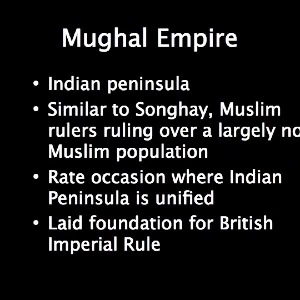 Mughal Empire
• Indian peninsula
• Similar to Songhay, Muslim
rulers ruling over a largely
Muslim population
• Rate occasion where Indian
Peninsula is unified
• Laid foundation for British
Imperial Rule